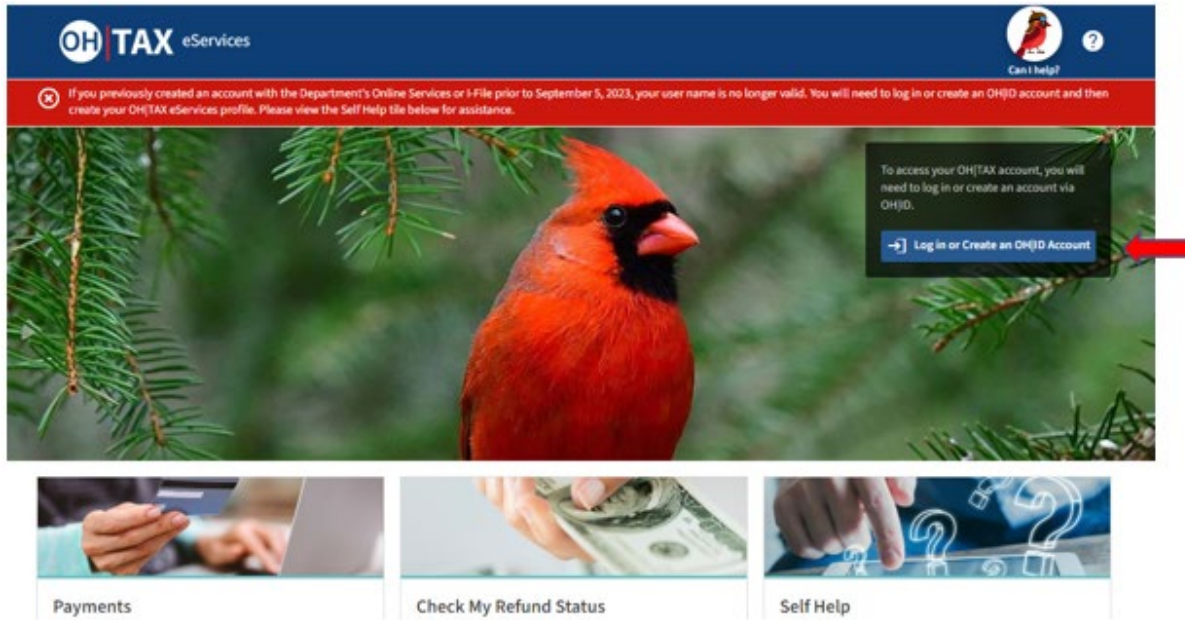 OH|TAX eServices
Can I help?
?
If you previously created an account with the Department's Online Services or I-File prior to September 5, 2023, your user name is no longer valid. You will need to log in or create an OH|ID account and then
create your OH|TAX eServices profile. Please view the Self Help tile below for assistance.
To access your OH|TAX account, you will
need to log in or create an account via
OH|ID.
Log in or Create an OH|ID Account
Payments
Check My Refund Status
Self Help